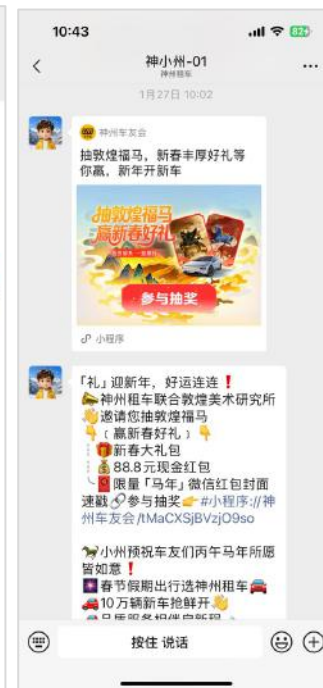 10:43
82
神小州-01
神州租车
1月27日 10:02
神州车友会
抽敦煌福马，新春丰厚好礼等
你赢，新年开新车
抽敦煌福马
赢新春好礼
参与抽奖
小程序
「礼」迎新年，好运连连❗
神州租车联合敦煌美术研究所
邀请您抽敦煌福马
（赢新春好礼）
新春大礼包
88.8元现金红包
限量「马年」微信红包封面
速戳🔗参与抽奖👉#小程序://神
州车友会/tMaCXSjBVzjO9so
🐎小州预祝车友们丙午马年所愿
皆如意❗
🎆春节假期出行选神州租车🚘
🚗10万辆新车抢鲜开👋
按住 说话